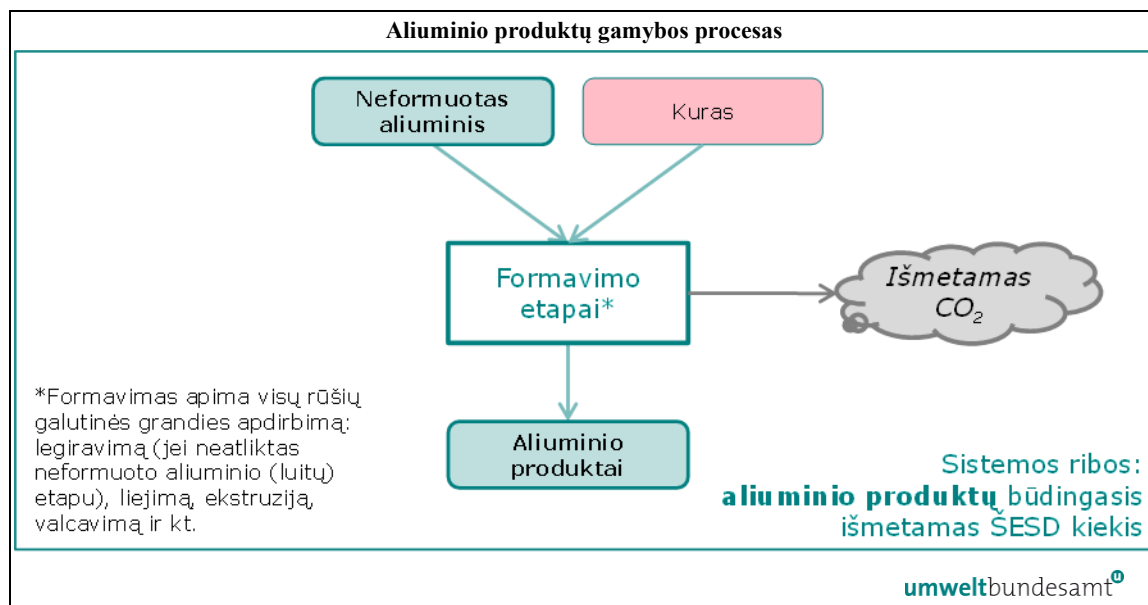 Aliuminio produktų gamybos procesas
Neformuotas
aliuminis
Kuras
Formavimo
etapai*
Išmetamas
CO₂
*Formavimas apima visų rūšių
galutinės grandies apdirbimą:
legiravimą (jei neatliktas
neformuoto aliuminio (luitų)
etapu), liejimą, ekstruziją,
valcavimą ir kt.
Aliuminio
produktai
Sistemos ribos:
aliuminio produktų būdingasis
išmetamas ŠESD kiekis
umweltbundesamt